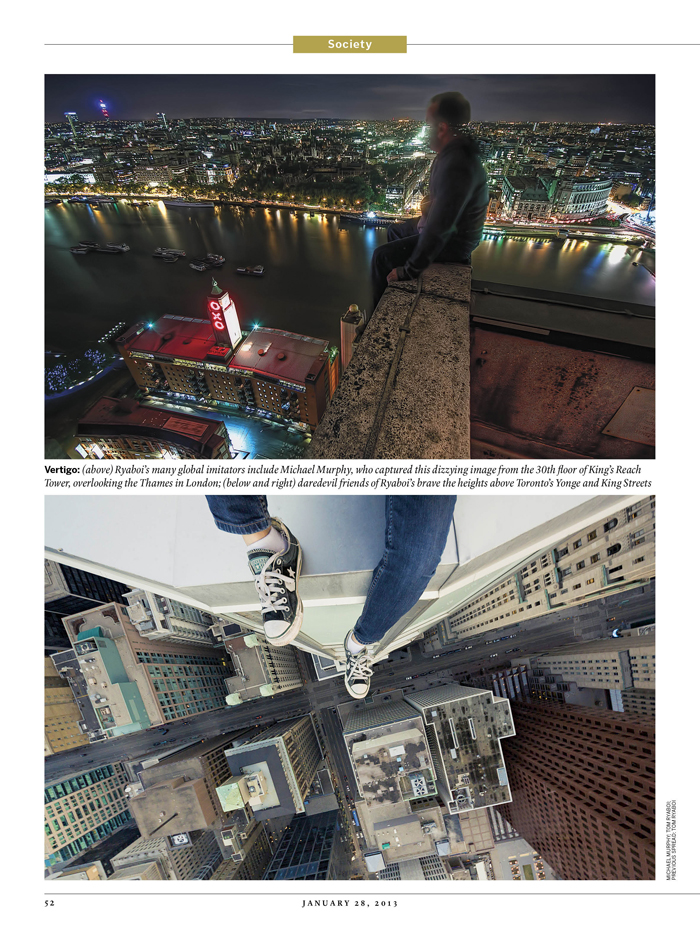 Society
OXO
Vertigo: (above) Ryaboi's many global imitators include Michael Murphy, who captured this dizzying image from the 30th floor of King's Reach
Tower, overlooking the Thames in London; (below and right) daredevil friends of Ryaboi's brave the heights above Toronto's Yonge and King Streets
MICHAEL MURPHY; TOM RYABOI;
PREVIOUS SPREAD: TOM RYABOI
52
JANUARY 28, 2013